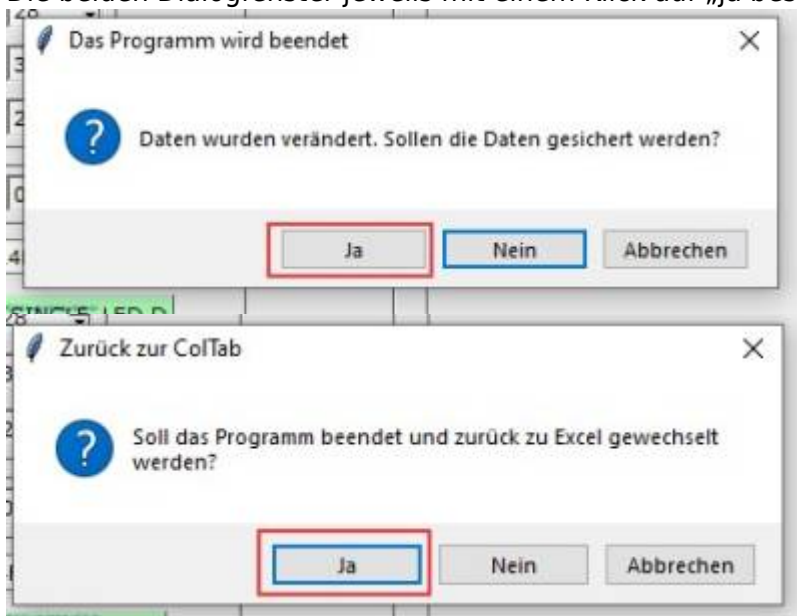 Die beiden Dialogfenster jeweils mit einem Klick auf „Ja
28
Das Programm wird beendet
Daten wurden verändert. Sollen die Daten gesichert werden?
Ja Nein Abbrechen
28
Zurück zur ColTab
Soll das Programm beendet und zurück zu Excel gewechselt
werden?
Ja Nein Abbrechen